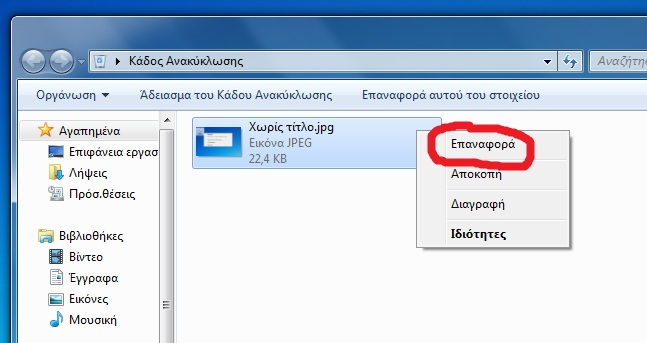 Κάδος Ανακύκλωσης
Αναζήτησ
Οργάνωση
Άδειασμα του Κάδου Ανακύκλωσης
Επαναφορά αυτού του στοιχείου
Αγαπημένα
Επιφάνεια εργασ
Λήψεις
Πρόσ.θέσεις
Βιβλιοθήκες
Βίντεο
Έγγραφα
Εικόνες
Μουσική
Χωρίς τίτλο.jpg
Εικόνα JPEG
22,4 KB
Επαναφορά
Αποκοπή
Διαγραφή
Ιδιότητες